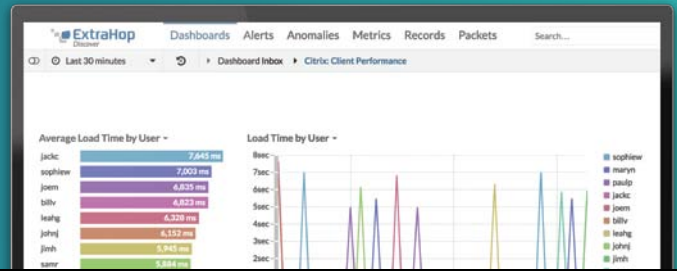 ExtraHop
Discover
Dashboards Alerts Anomalies Metrics Records Packets Search...
Last 30 minutes Dashboard Inbox Citrix: Client Performance
Average Load Time by User
jackc 7,645 ms
sophiew 7,003 ms
joem 6,835 ms
billv 6,823 ms
leahg 6,328 ms
johnj 6,152 ms
jimh 5,945 ms
samr 5,884 ms
Load Time by User
8sec
7sec
6sec
5sec
4sec
3sec
2sec
sophiew
maryn
paulp
jackc
joem
billv
leahg
johnj
jimh